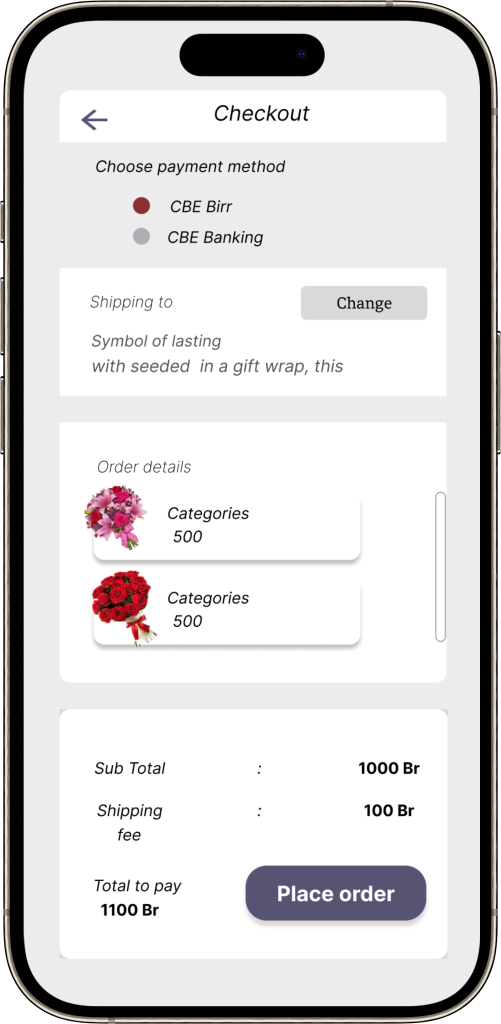 Checkout
Choose payment method
CBE Birr
CBE Banking
Shipping to
Change
Symbol of lasting
with seeded in a gift wrap, this
Order details
Categories
500
Categories
500
Sub Total : 1000 Br
Shipping : 100 Br
fee
Total to pay
1100 Br
Place order